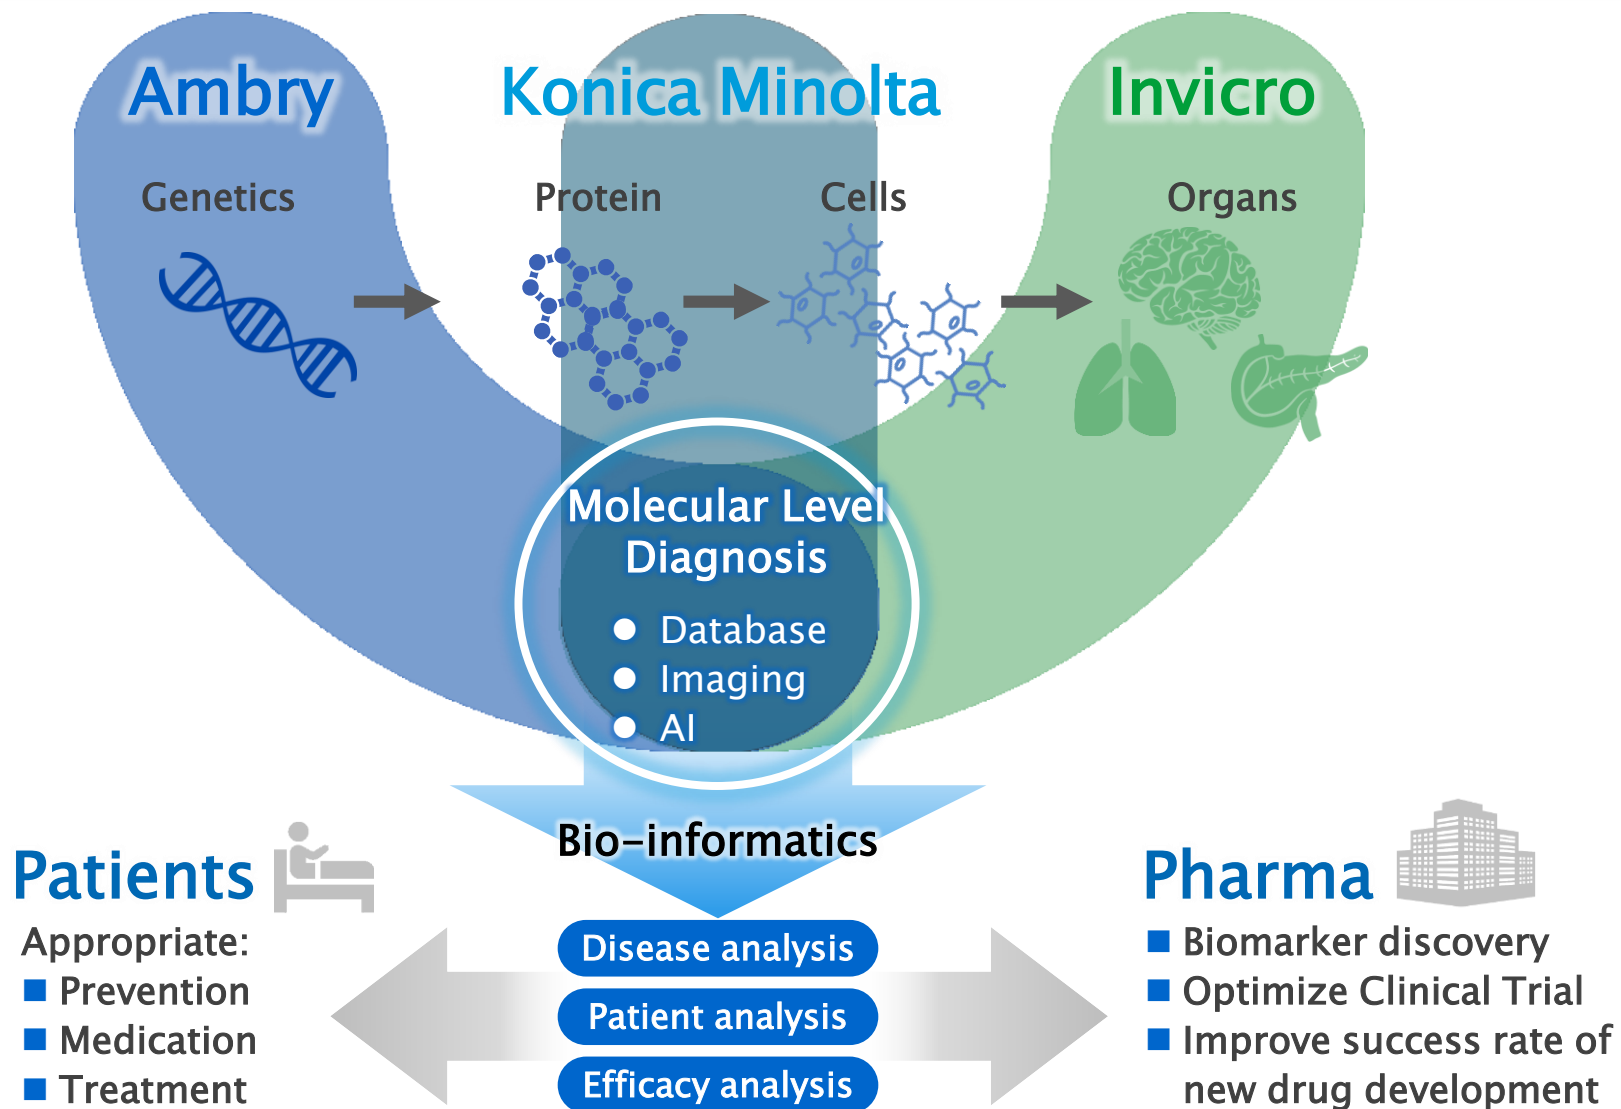 Ambry
Konica Minolta
Invicro
Genetics
Protein
Cells
Organs
Molecular Level
Diagnosis
● Database
● Imaging
● AI
Bio-informatics
Patients
Appropriate:
■ Prevention
■ Medication
■ Treatment
Disease analysis
Patient analysis
Efficacy analysis
Pharma
■ Biomarker discovery
■ Optimize Clinical Trial
■ Improve success rate of
new drug development